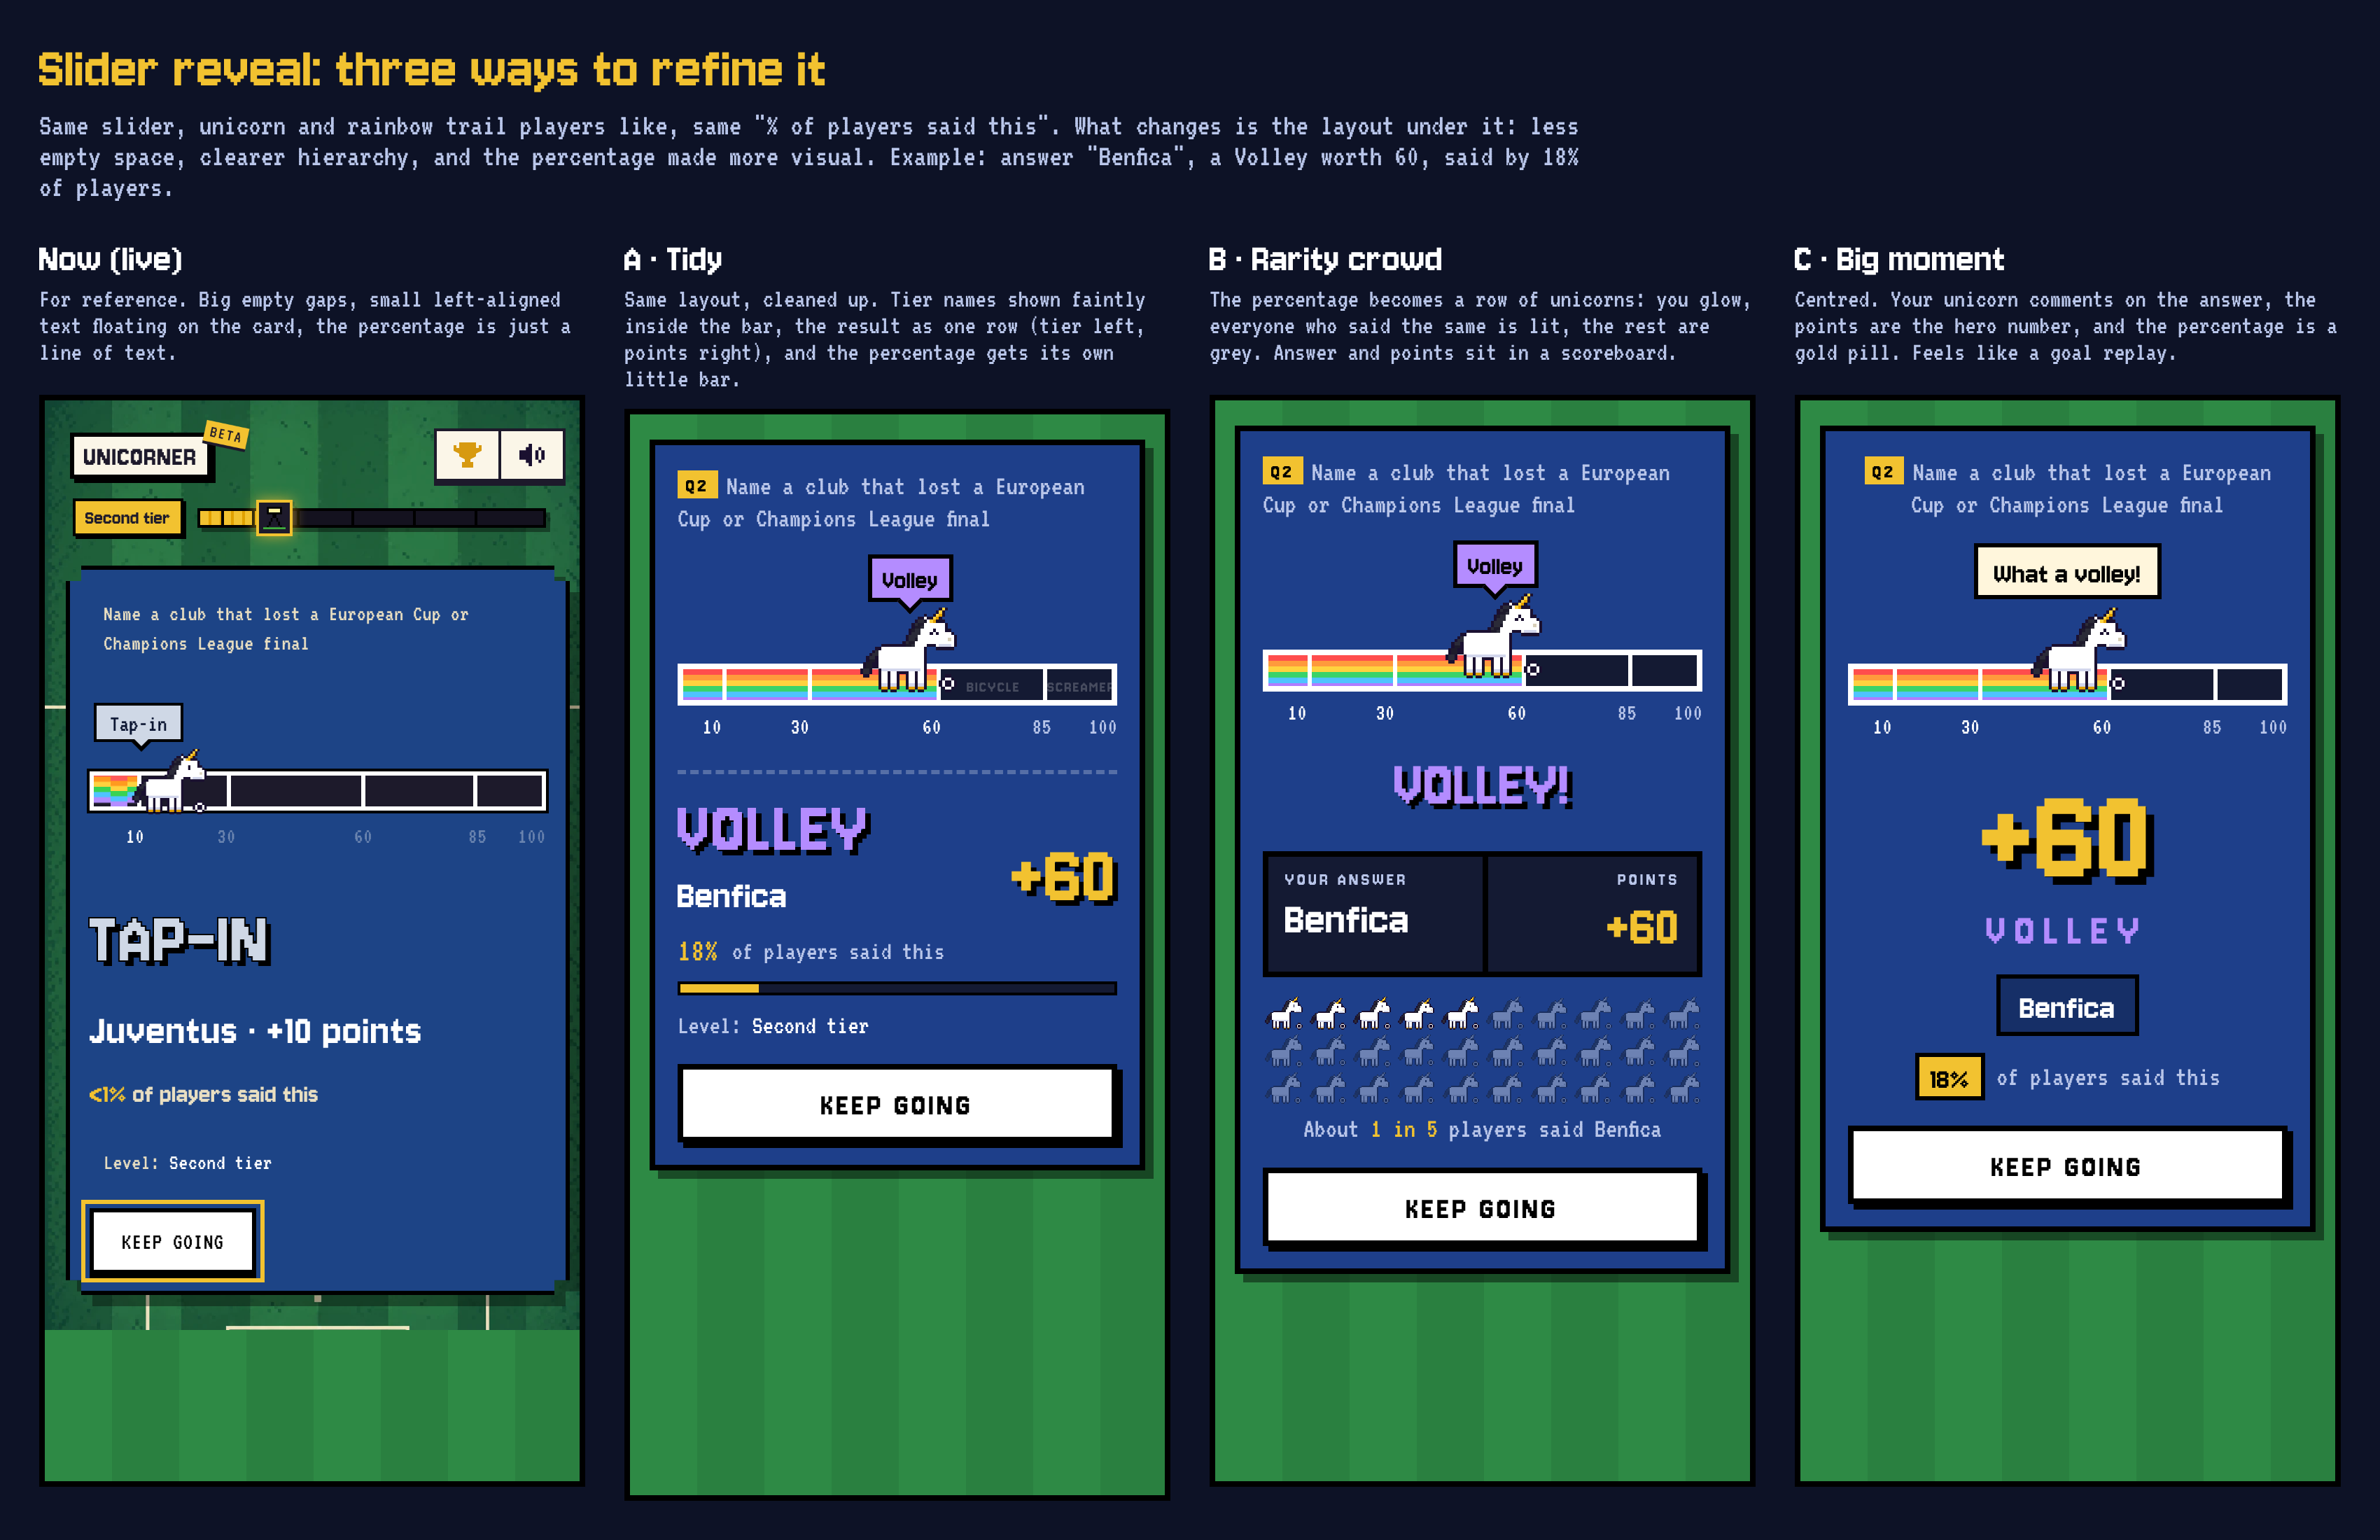 Slider reveal: three ways to refine it
Same slider, unicorn and rainbow trail players like, same "% of players said this". What changes is the layout under it: less
empty space, clearer hierarchy, and the percentage made more visual. Example: answer "Benfica", a Volley worth 60, said by 18%
of players.
Now (live)
For reference. Big empty gaps, small left-aligned
text floating on the card, the percentage is just a
line of text.
UNICORNER
BETA
Second tier
Name a club that lost a European Cup or
Champions League final
Tap-in
10 30 60 85 100
TAP-IN
Juventus · +10 points
<1% of players said this
Level: Second tier
KEEP GOING
A · Tidy
Same layout, cleaned up. Tier names shown faintly
inside the bar, the result as one row (tier left,
points right), and the percentage gets its own
little bar.
Q2 Name a club that lost a European
Cup or Champions League final
Volley
BICYCLE SCREAMER
10 30 60 85 100
VOLLEY
+60
Benfica
18% of players said this
Level: Second tier
KEEP GOING
B · Rarity crowd
The percentage becomes a row of unicorns: you glow,
everyone who said the same is lit, the rest are
grey. Answer and points sit in a scoreboard.
Q2 Name a club that lost a European
Cup or Champions League final
Volley
10 30 60 85 100
VOLLEY!
YOUR ANSWER POINTS
Benfica +60
About 1 in 5 players said Benfica
KEEP GOING
C · Big moment
Centred. Your unicorn comments on the answer, the
points are the hero number, and the percentage is a
gold pill. Feels like a goal replay.
Q2 Name a club that lost a European
Cup or Champions League final
What a volley!
10 30 60 85 100
+60
VOLLEY
Benfica
18% of players said this
KEEP GOING